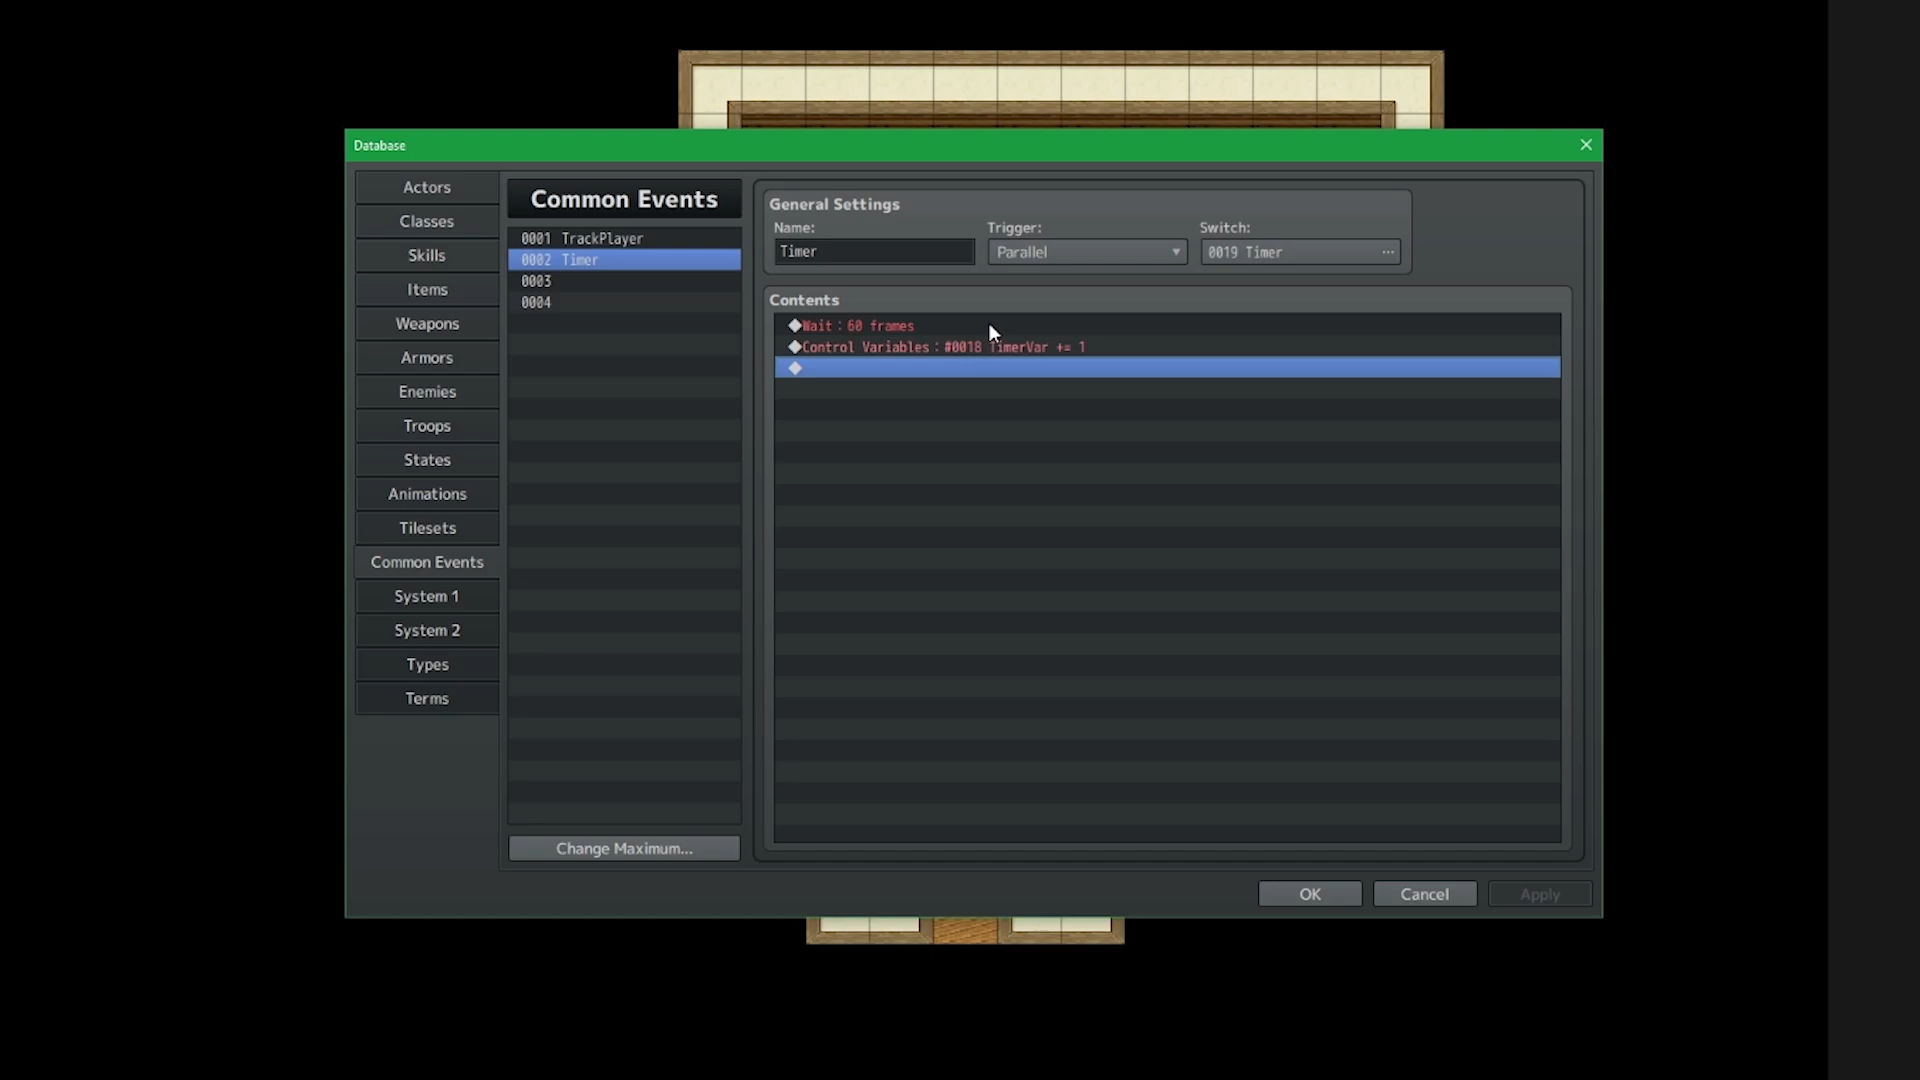 Database
Actors
Classes
Skills
Items
Weapons
Armors
Enemies
Troops
States
Animations
Tilesets
Common Events
System 1
System 2
Types
Terms
Common Events
0001 TrackPlayer
0002 Timer
0003
0004
Change Maximum...
General Settings
Name: Trigger: Switch:
Timer Parallel 0019 Timer ...
Contents
◆Wait : 60 frames
◆Control Variables : #0018 TimerVar += 1
◆
OK Cancel Apply